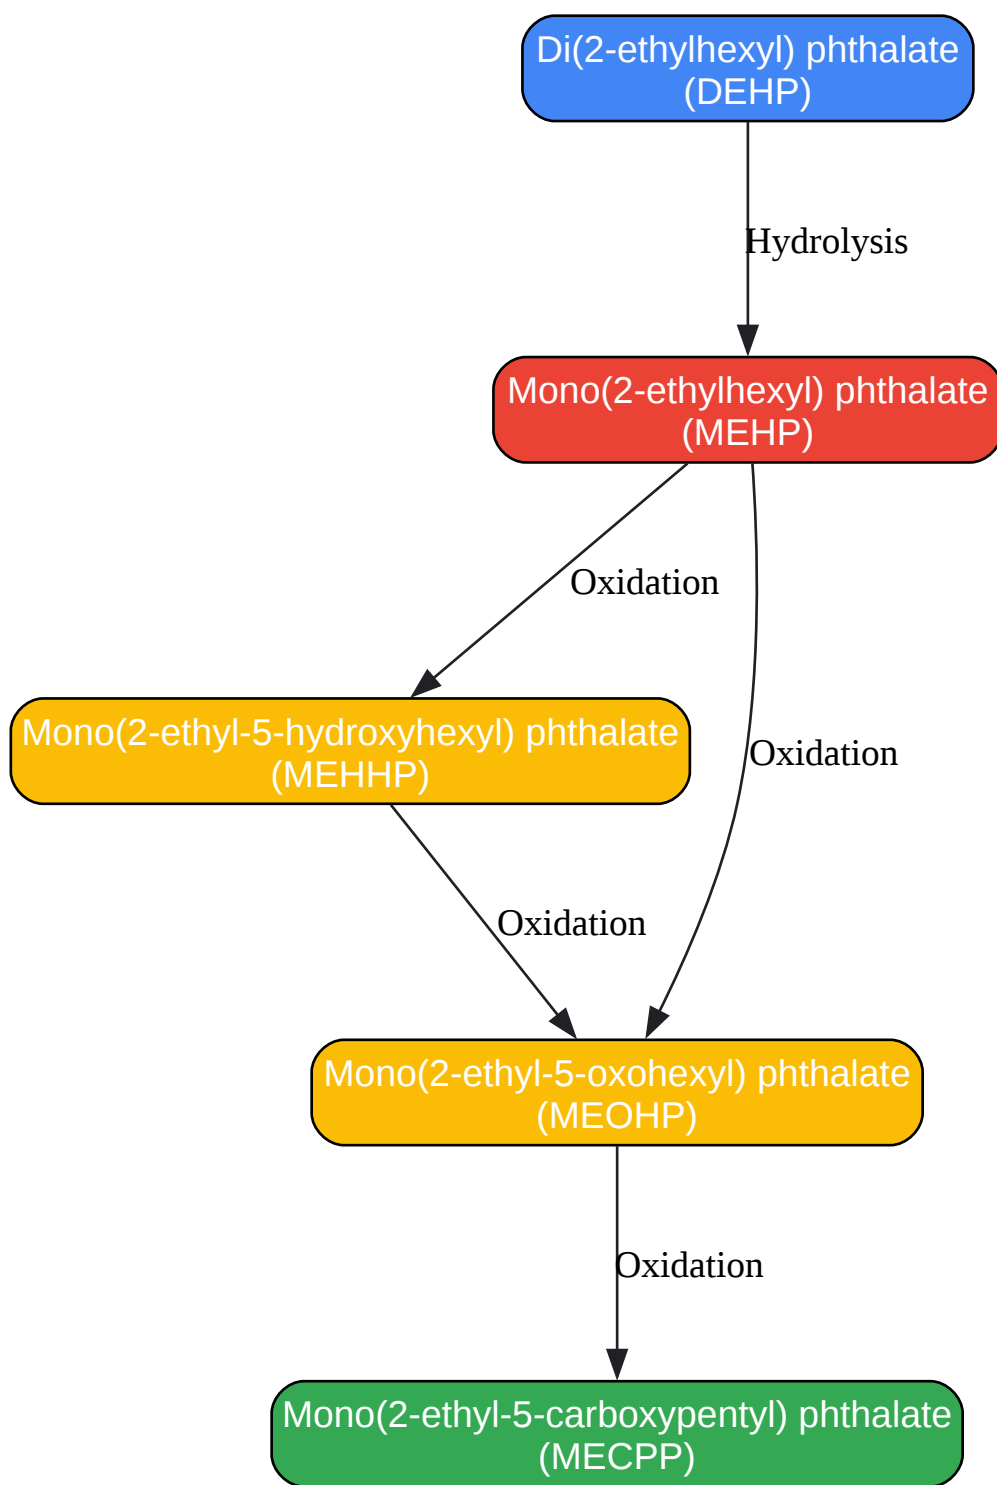 Di(2-ethylhexyl) phthalate
(DEHP)
Hydrolysis
Mono(2-ethylhexyl) phthalate
(MEHP)
Oxidation
Mono(2-ethyl-5-hydroxyhexyl) phthalate
(MEHHP)
Oxidation
Oxidation
Mono(2-ethyl-5-oxohexyl) phthalate
(MEOHP)
Oxidation
Mono(2-ethyl-5-carboxypentyl) phthalate
(MECPP)